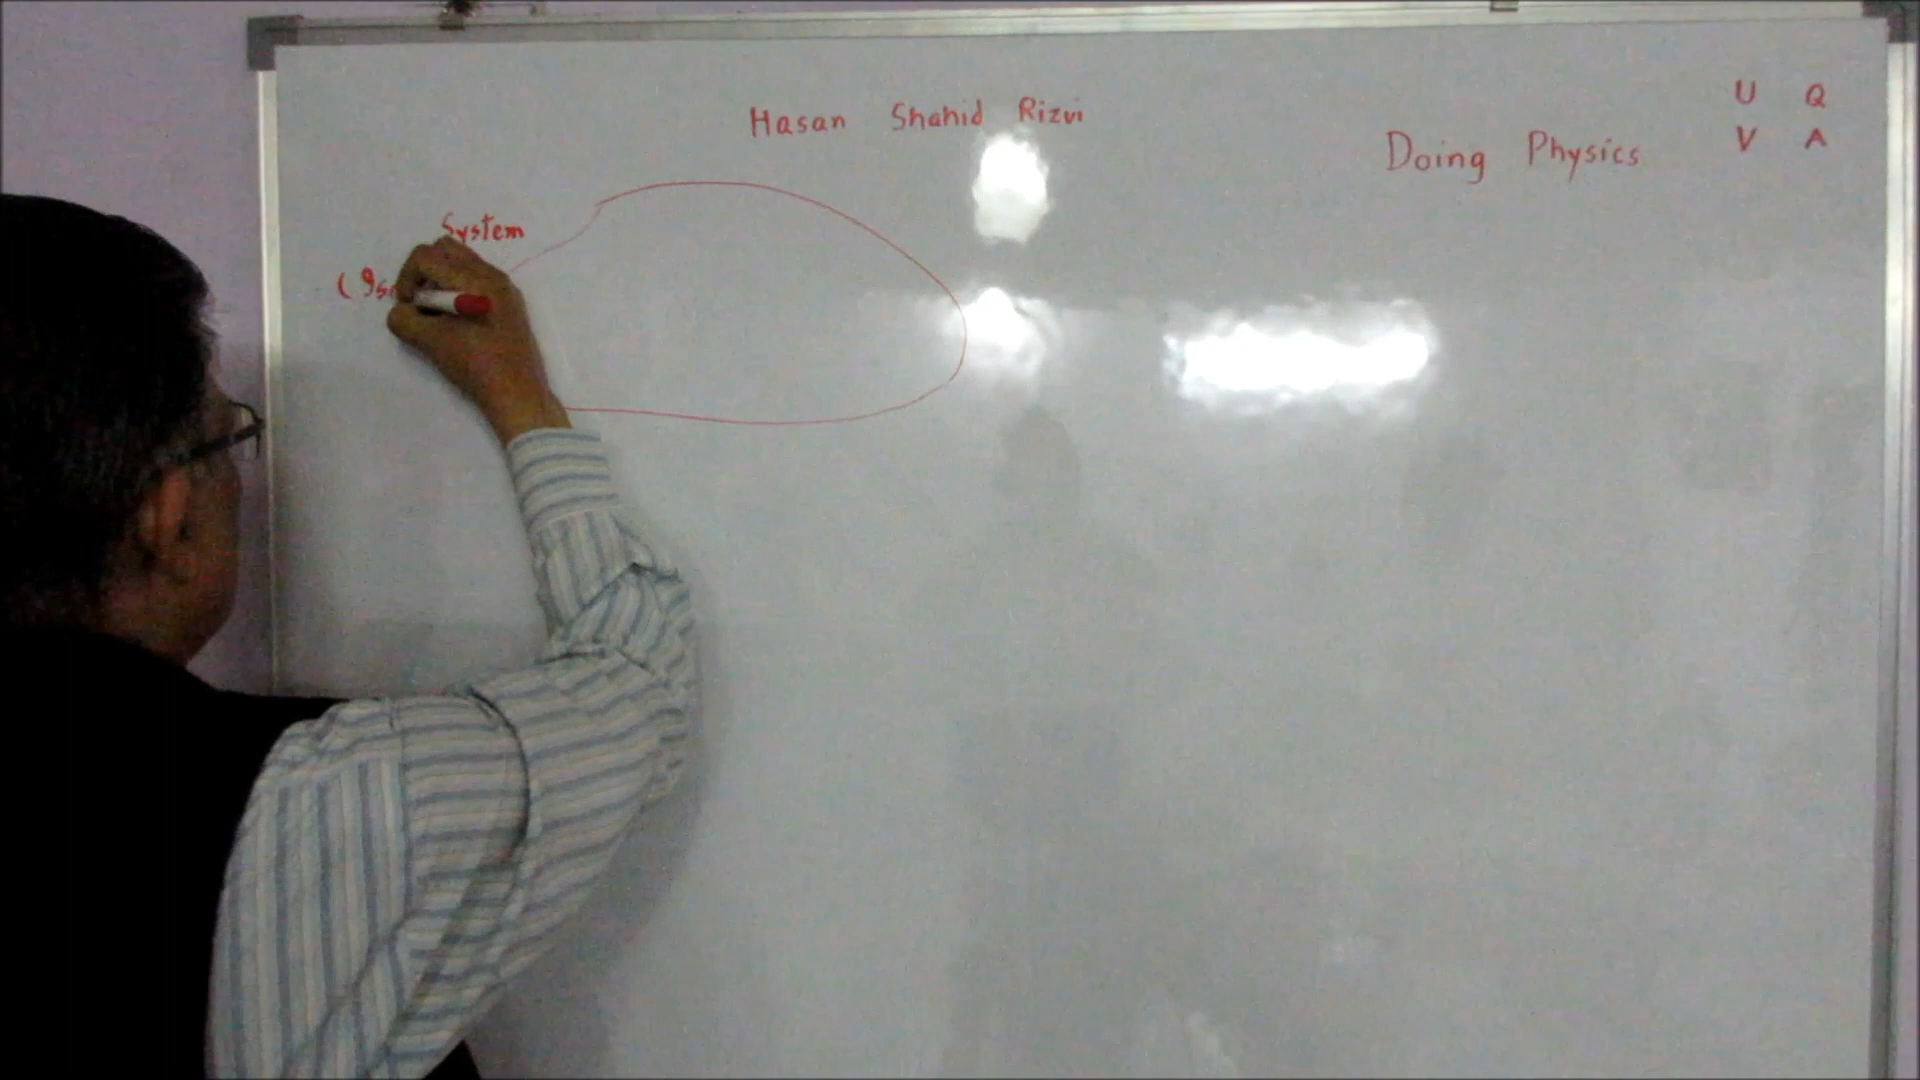 Hasan Shahid Rizvi
U Q
Doing Physics
V A
System